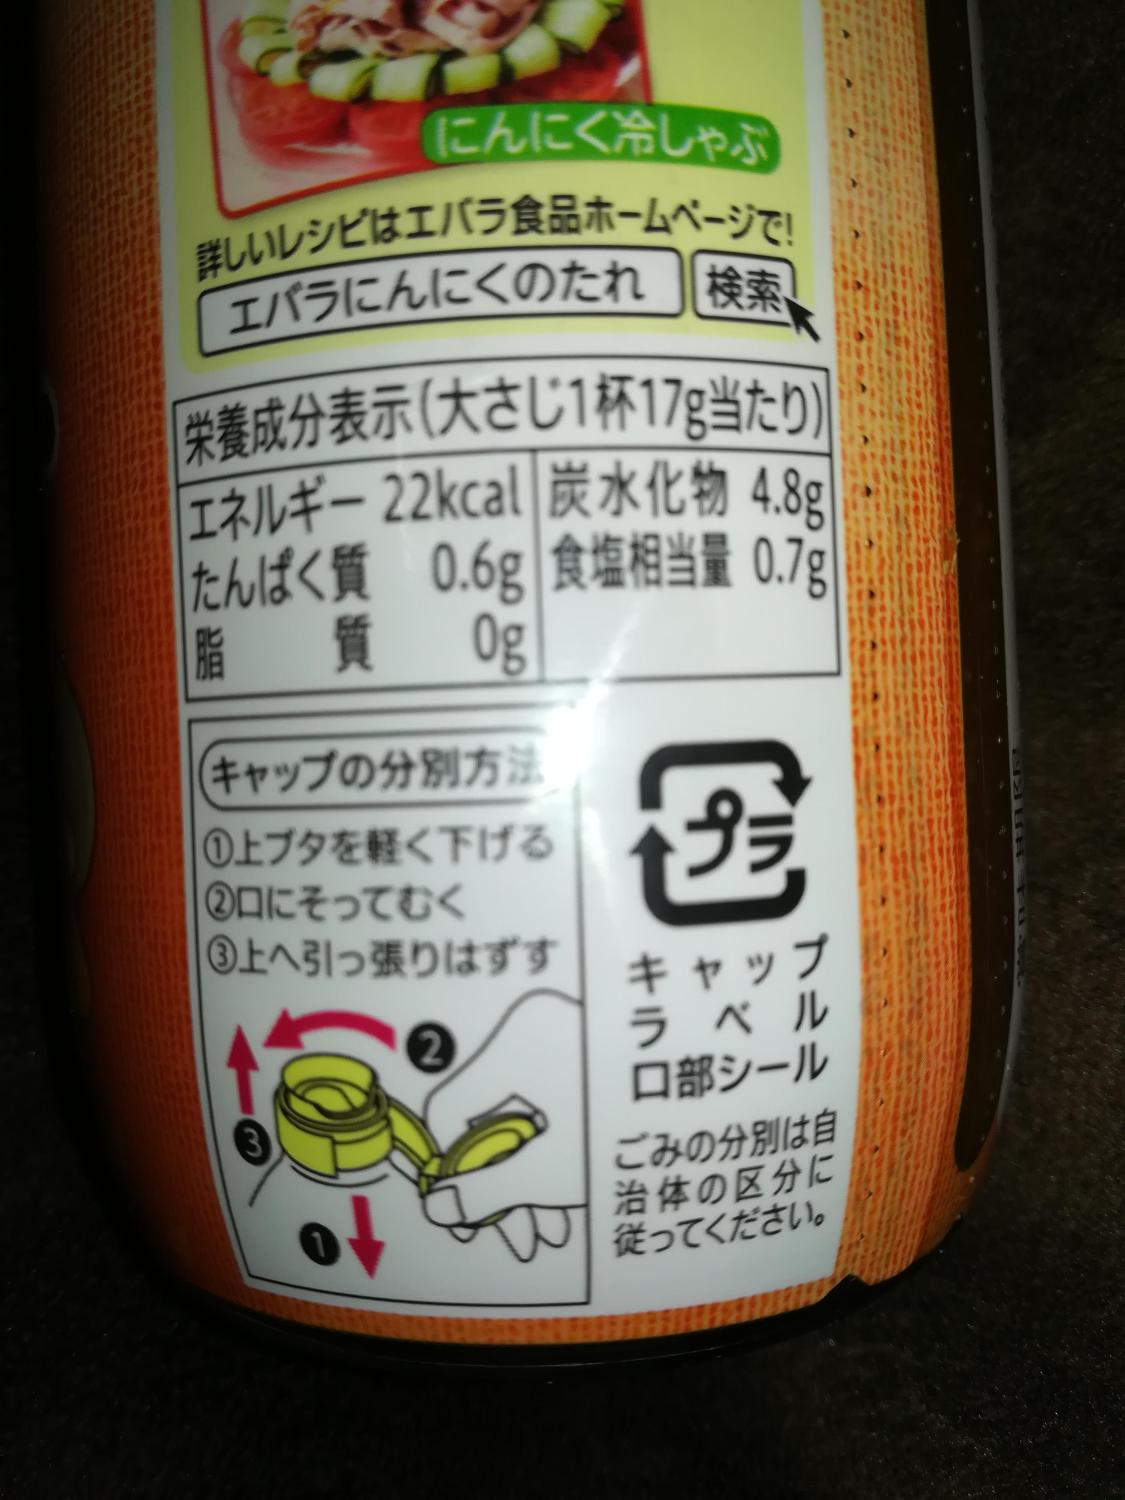 にんにく冷しゃぶ
詳しいレシピはエバラ食品ホームページで!
エバラにんにくのたれ 検索
栄養成分表示(大さじ1杯17g当たり)
エネルギー 22kcal
たんぱく質 0.6g
脂質 0g
炭水化物 4.8g
食塩相当量 0.7g
キャップの分別方法
①上ブタを軽く下げる
②口にそってむく
③上へ引っ張りはずす
❷
❸
❶
プラ
キャップ
ラベル
口部シール
ごみの分別は自
治体の区分に
従ってください。